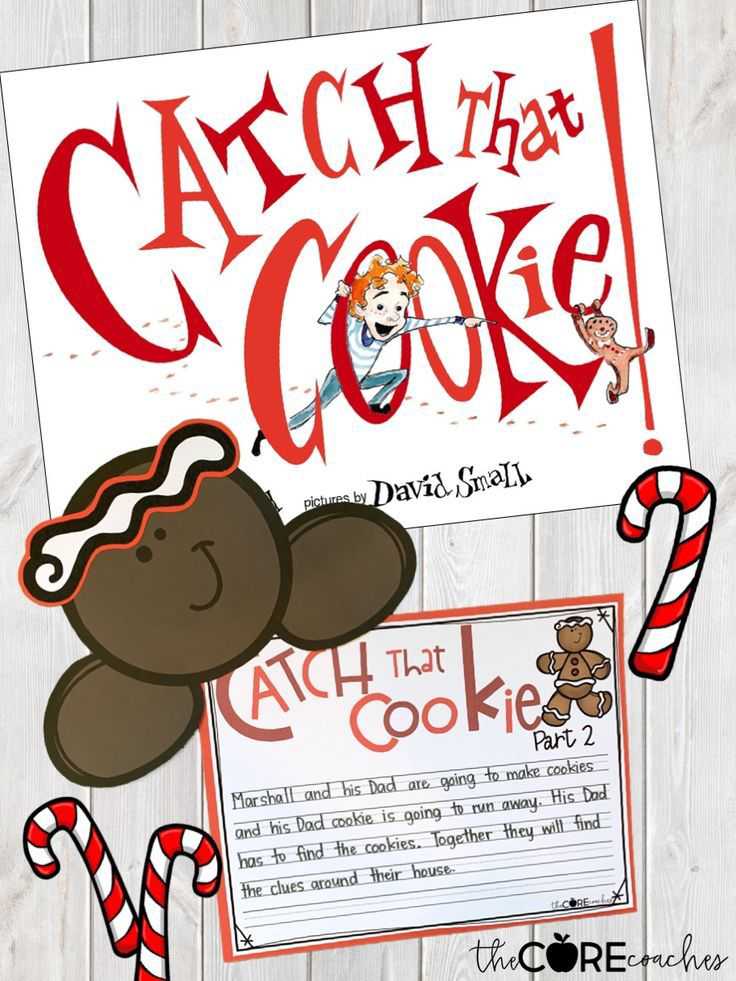 CATCH That
COOKie!
pictures by David Small
CATCH That
COOKie
Part 2
Marshall and his Dad are going to make cookies
and his Dad cookie is going to run away. His Dad
has to find the cookies. Together they will find
the clues around their house.
theCOREcoaches
theCOREcoaches